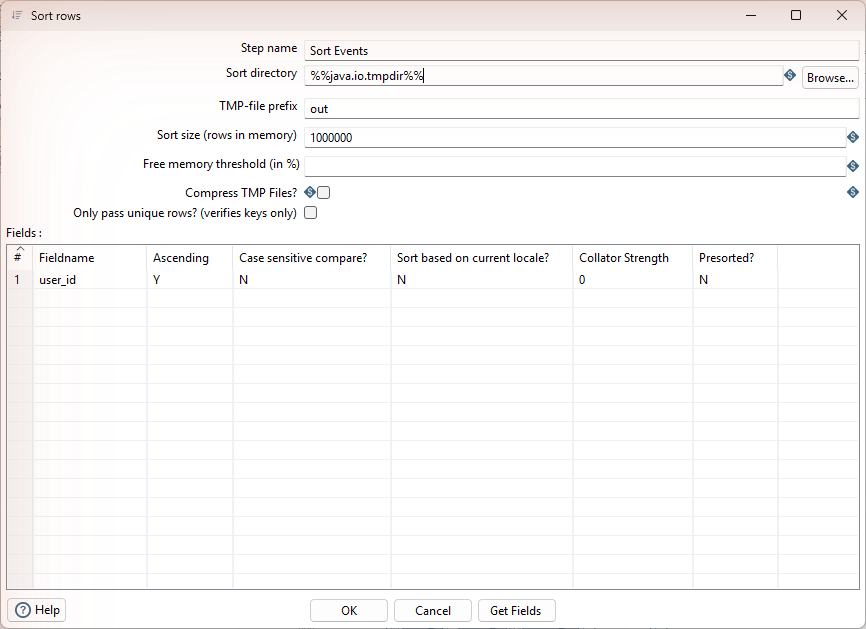 Sort rows
Step name Sort Events
Sort directory %%java.io.tmpdir%% Browse...
TMP-file prefix out
Sort size (rows in memory) 1000000
Free memory threshold (in %)
Compress TMP Files?
Only pass unique rows? (verifies keys only)
Fields :
# Fieldname Ascending Case sensitive compare? Sort based on current locale? Collator Strength Presorted?
1 user_id Y N N 0 N
Help OK Cancel Get Fields